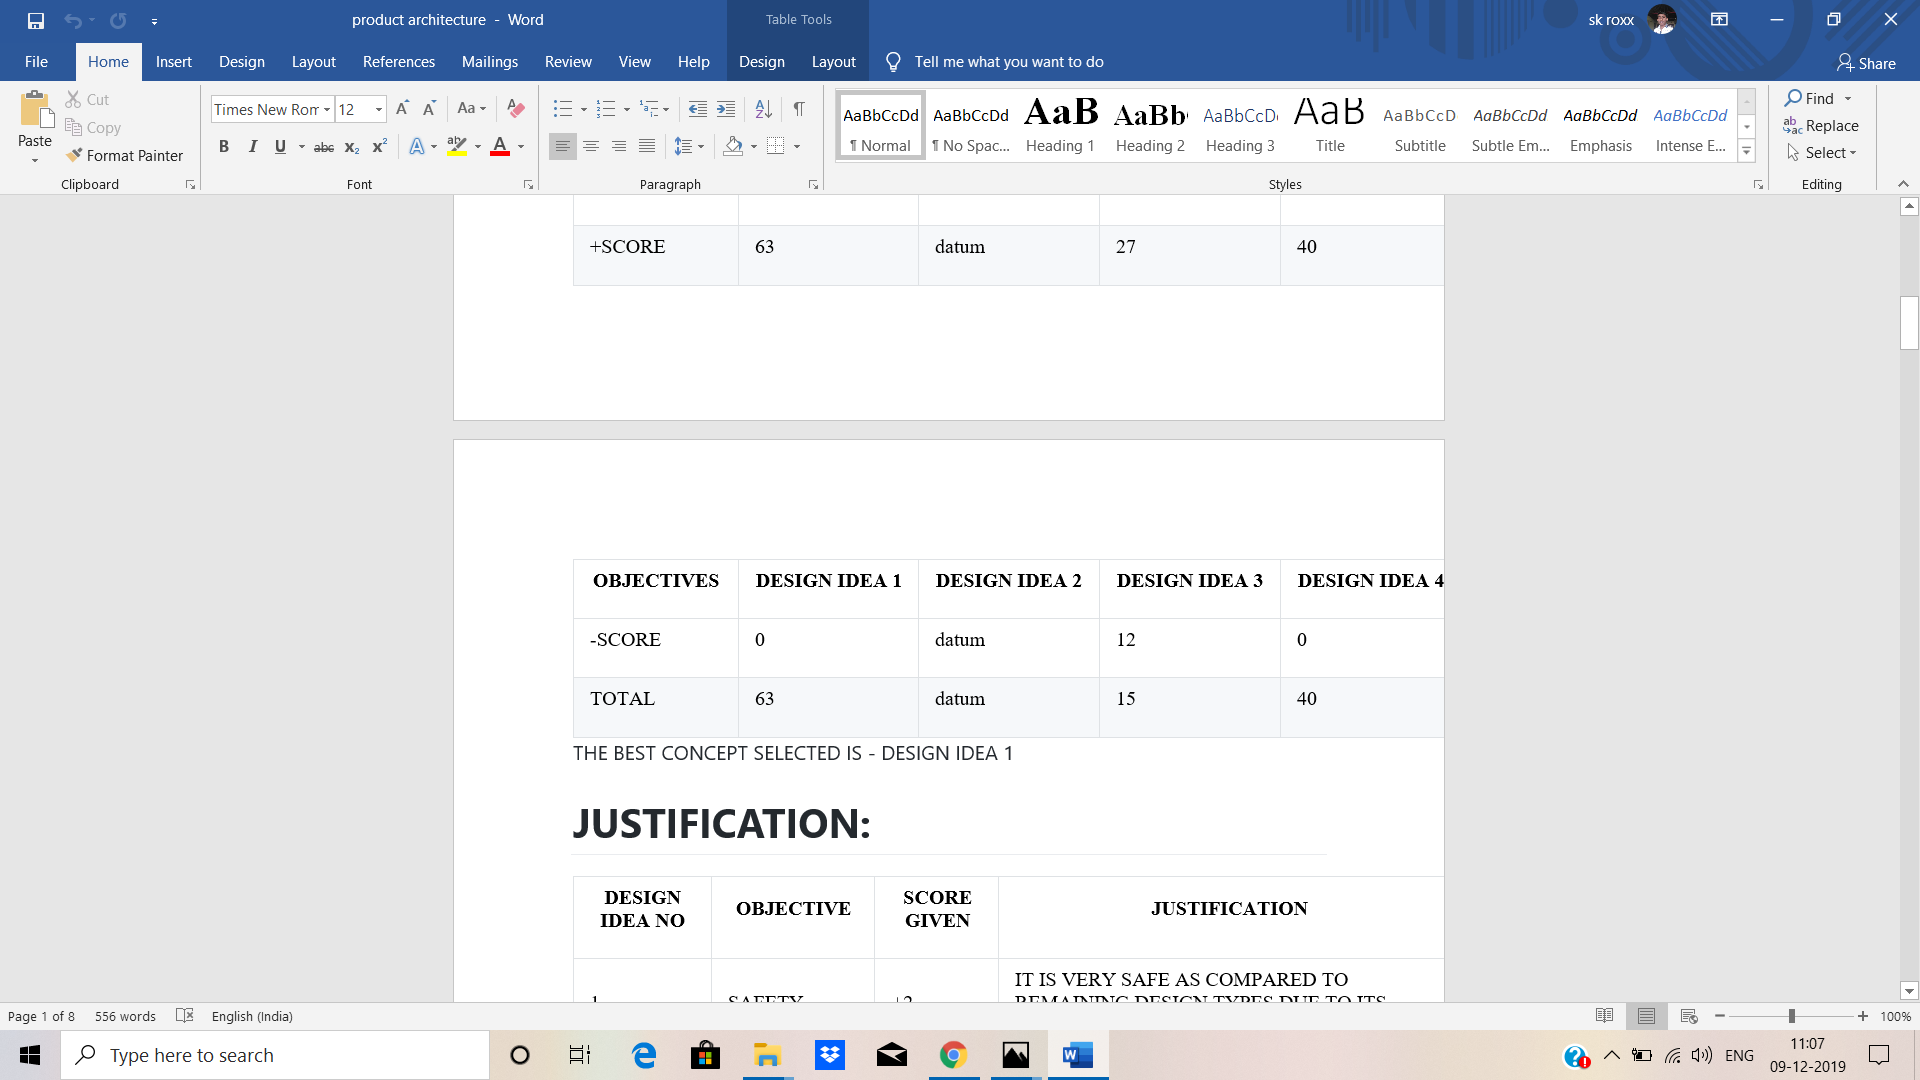 product architecture - Word
Table Tools
sk roxx
File Home Insert Design Layout References Mailings Review View Help Design Layout Tell me what you want to do Share
Paste
Cut
Copy
Format Painter
Clipboard
Times New Ron 12
Aa
B I U abc x₂ x² A ab A
Font
Paragraph
AaBbCcDd AaBbCcDd AaB AaBb AaBbCcD AaB AaBbCcD AaBbCcDd AaBbCcDd AaBbCcDd
¶ Normal ¶ No Spac... Heading 1 Heading 2 Heading 3 Title Subtitle Subtle Em... Emphasis Intense E...
Styles
Find
Replace
Select
Editing
+SCORE 63 datum 27 40
OBJECTIVES DESIGN IDEA 1 DESIGN IDEA 2 DESIGN IDEA 3 DESIGN IDEA 4
-SCORE 0 datum 12 0
TOTAL 63 datum 15 40
THE BEST CONCEPT SELECTED IS - DESIGN IDEA 1
JUSTIFICATION:
DESIGN IDEA NO OBJECTIVE SCORE GIVEN JUSTIFICATION
1 SAFETY +2 IT IS VERY SAFE AS COMPARED TO
REMAINING DESIGN TYPES DUE TO ITS
Page 1 of 8 556 words English (India) 100%
Type here to search
ENG
11:07
09-12-2019